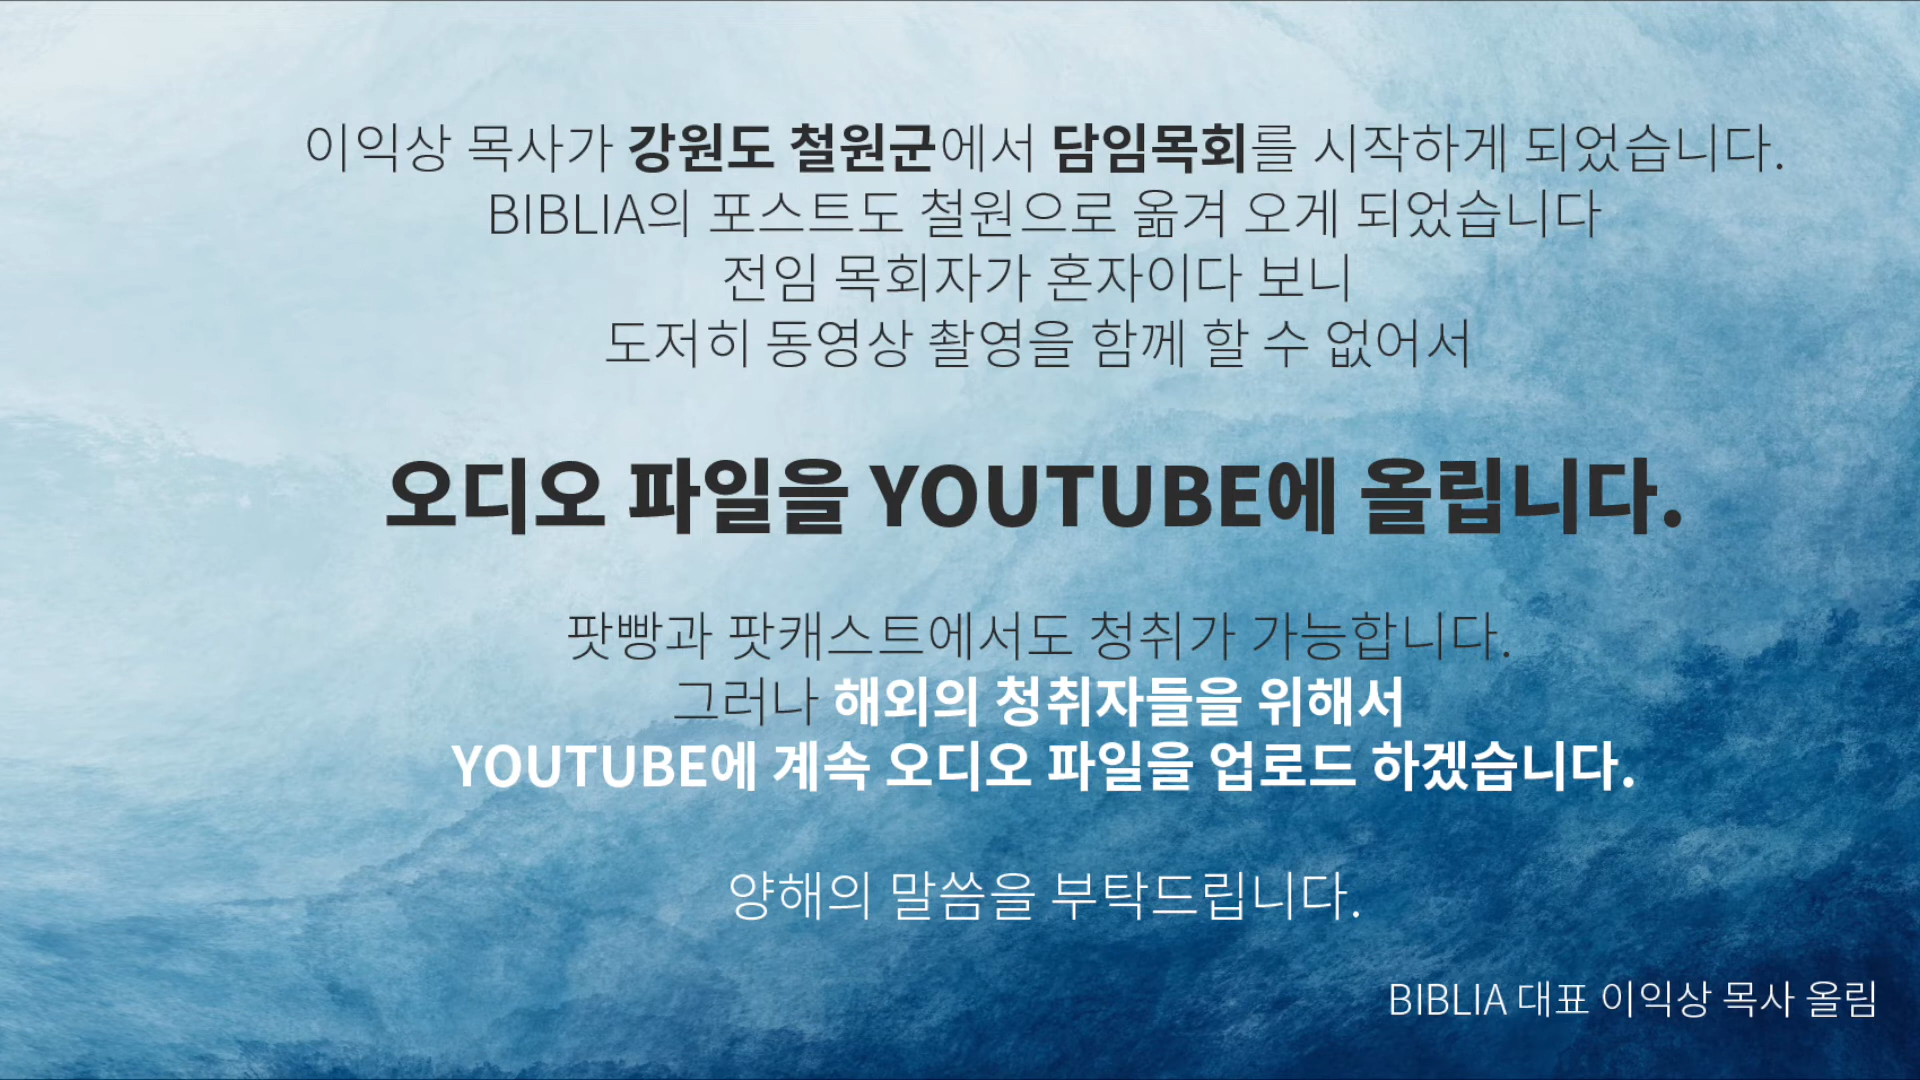 이익상 목사가 강원도 철원군에서 담임목회를 시작하게 되었습니다.
BIBLIA의 포스트도 철원으로 옮겨 오게 되었습니다
전임 목회자가 혼자이다 보니
도저히 동영상 촬영을 함께 할 수 없어서
오디오 파일을 YOUTUBE에 올립니다.
팟빵과 팟캐스트에서도 청취가 가능합니다.
그러나 해외의 청취자들을 위해서
YOUTUBE에 계속 오디오 파일을 업로드 하겠습니다.
양해의 말씀을 부탁드립니다.
BIBLIA 대표 이익상 목사 올림